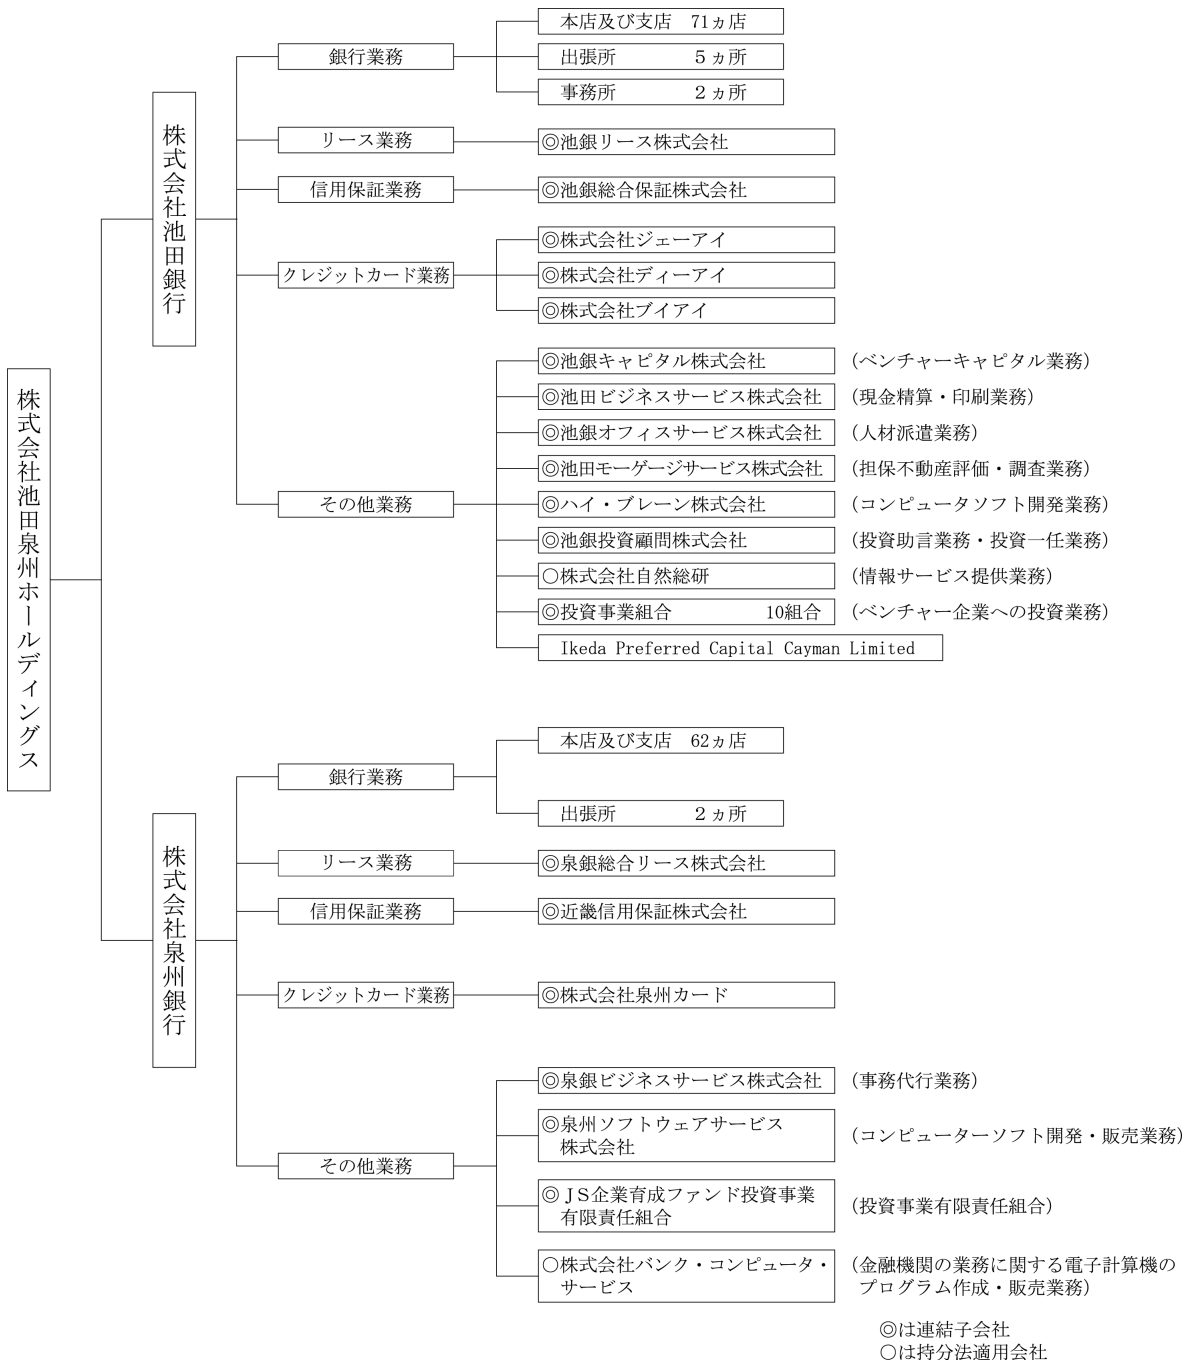 株式会社池田泉州ホールディングス
株式会社池田銀行
銀行業務
本店及び支店　71ヵ店
出張所　５ヵ所
事務所　２ヵ所
リース業務
◎池銀リース株式会社
信用保証業務
◎池銀総合保証株式会社
クレジットカード業務
◎株式会社ジェーアイ
◎株式会社ディーアイ
◎株式会社ブイアイ
その他業務
◎池銀キャピタル株式会社　（ベンチャーキャピタル業務）
◎池田ビジネスサービス株式会社　（現金精算・印刷業務）
◎池銀オフィスサービス株式会社　（人材派遣業務）
◎池田モーゲージサービス株式会社　（担保不動産評価・調査業務）
◎ハイ・ブレーン株式会社　（コンピュータソフト開発業務）
◎池銀投資顧問株式会社　（投資助言業務・投資一任業務）
○株式会社自然総研　（情報サービス提供業務）
◎投資事業組合　10組合　（ベンチャー企業への投資業務）
Ikeda Preferred Capital Cayman Limited
株式会社泉州銀行
銀行業務
本店及び支店　62ヵ店
出張所　２ヵ所
リース業務
◎泉銀総合リース株式会社
信用保証業務
◎近畿信用保証株式会社
クレジットカード業務
◎株式会社泉州カード
その他業務
◎泉銀ビジネスサービス株式会社　（事務代行業務）
◎泉州ソフトウェアサービス
株式会社
（コンピューターソフト開発・販売業務）
◎ＪＳ企業育成ファンド投資事業
有限責任組合
（投資事業有限責任組合）
○株式会社バンク・コンピュータ・
サービス
（金融機関の業務に関する電子計算機の
プログラム作成・販売業務）
◎は連結子会社
○は持分法適用会社